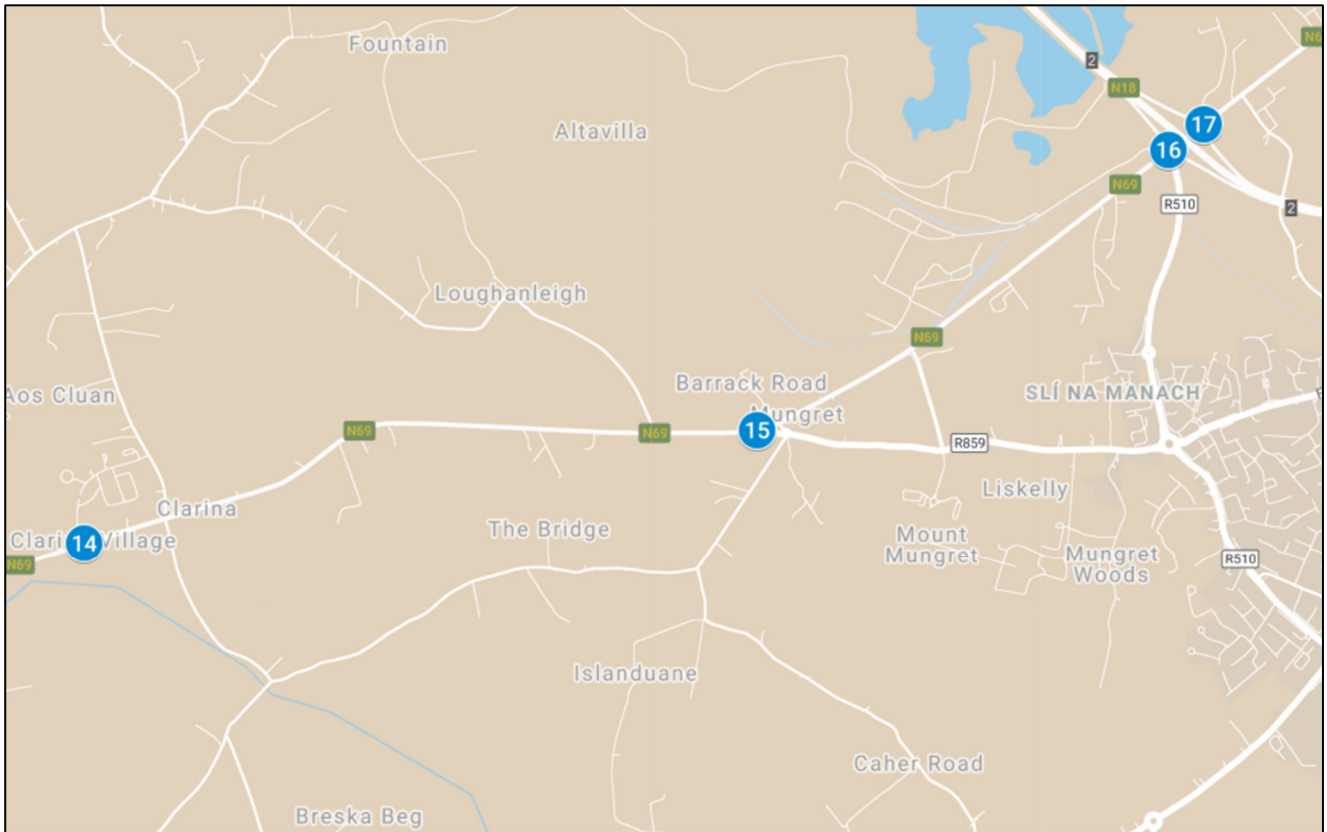 Fountain
2
N6
N18
17
Altavilla
16
N69
R510
2
Loughanleigh
N69
Barrack Road
SLÍ NA MANACH
Aos Cluan
Mungret
N69
N69
15
R859
Liskelly
Clarina
The Bridge
Mount
Mungret
Clarina Village
14
N69
Mungret
Woods
R510
Islanduane
Caher Road
Breska Beg